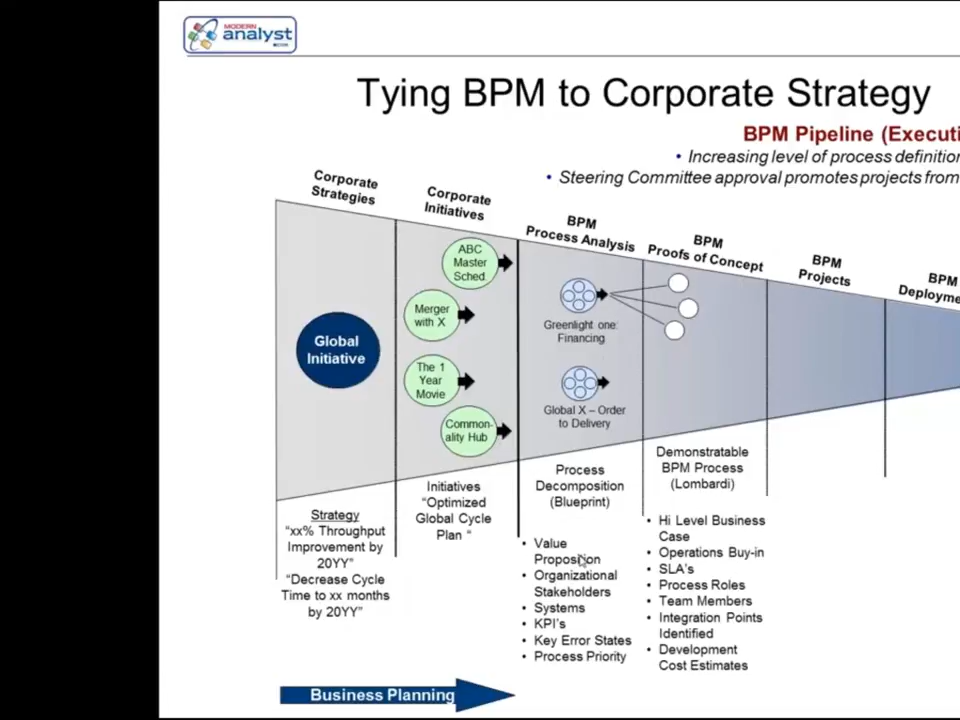 MODERN
analyst
.com
Tying BPM to Corporate Strategy
BPM Pipeline (Executi
• Increasing level of process definition
• Steering Committee approval promotes projects from
Corporate
Strategies
Corporate
Initiatives
BPM
Process Analysis
BPM
Proofs of Concept
BPM
Projects
BPM
Deployme
Global
Initiative
ABC
Master
Sched.
Merger
with X
The 1
Year
Movie
Common-
ality Hub
Greenlight one:
Financing
Global X – Order
to Delivery
Strategy
“xx% Throughput
Improvement by
20YY”
“Decrease Cycle
Time to xx months
by 20YY”
Initiatives
“Optimized
Global Cycle
Plan “
Process
Decomposition
(Blueprint)
• Value
Proposition
• Organizational
Stakeholders
• Systems
• KPI’s
• Key Error States
• Process Priority
Demonstratable
BPM Process
(Lombardi)
• Hi Level Business
Case
• Operations Buy-in
• SLA’s
• Process Roles
• Team Members
• Integration Points
Identified
• Development
Cost Estimates
Business Planning